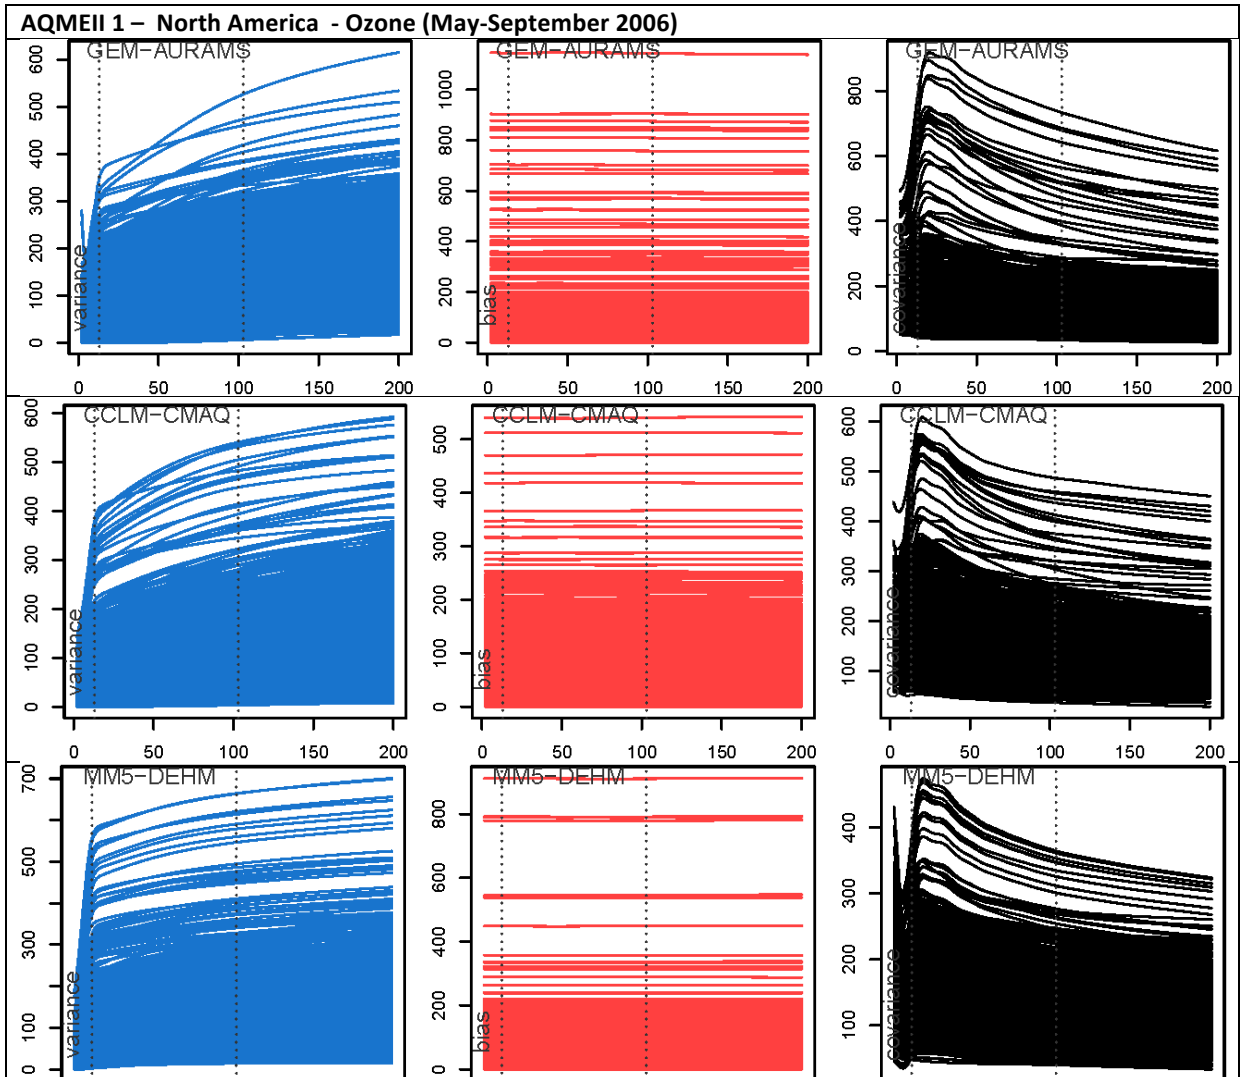 AQMEII 1 – North America - Ozone (May-September 2006)
GEM-AURAMS GEM-AURAMS GEM-AURAMS
600 500 400 300 200 100 0
variance
0 50 100 150 200
1000 800 600 400 200 0
bias
0 50 100 150 200
800 600 400 200 0
covariance
0 50 100 150 200
CCLM-CMAQ CCLM-CMAQ CCLM-CMAQ
600 500 400 300 200 100 0
variance
0 50 100 150 200
500 400 300 200 100 0
bias
0 50 100 150 200
600 500 400 300 200 100
covariance
0 50 100 150 200
MM5-DEHM MM5-DEHM MM5-DEHM
700 500 300 100 0
variance
800 600 400 200 0
bias
400 300 200 100
covariance